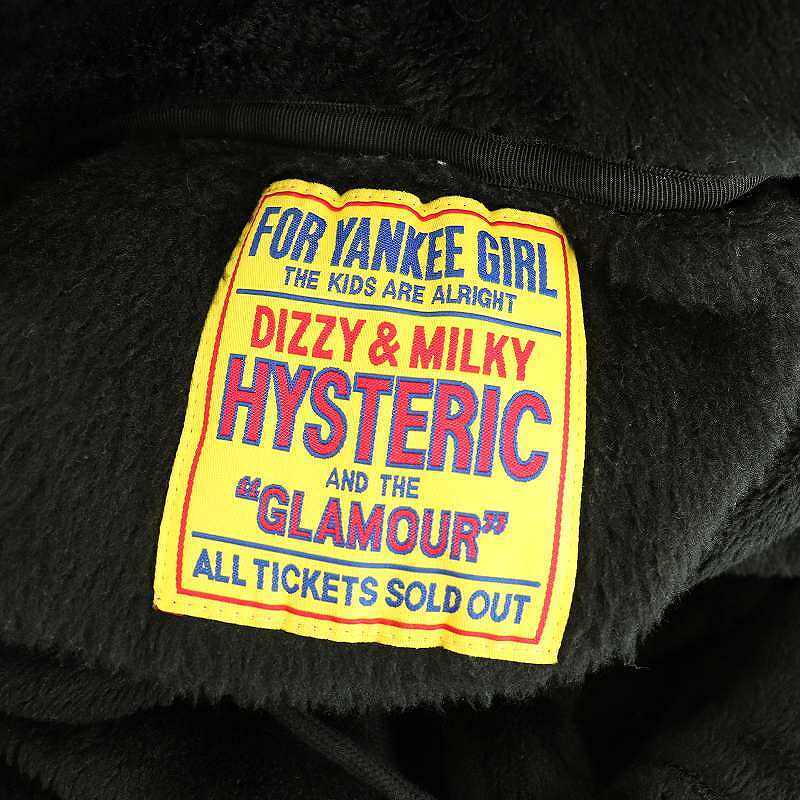 FOR YANKEE GIRL
THE KIDS ARE ALRIGHT
DIZZY & MILKY
HYSTERIC
AND THE
“GLAMOUR”
ALL TICKETS SOLD OUT